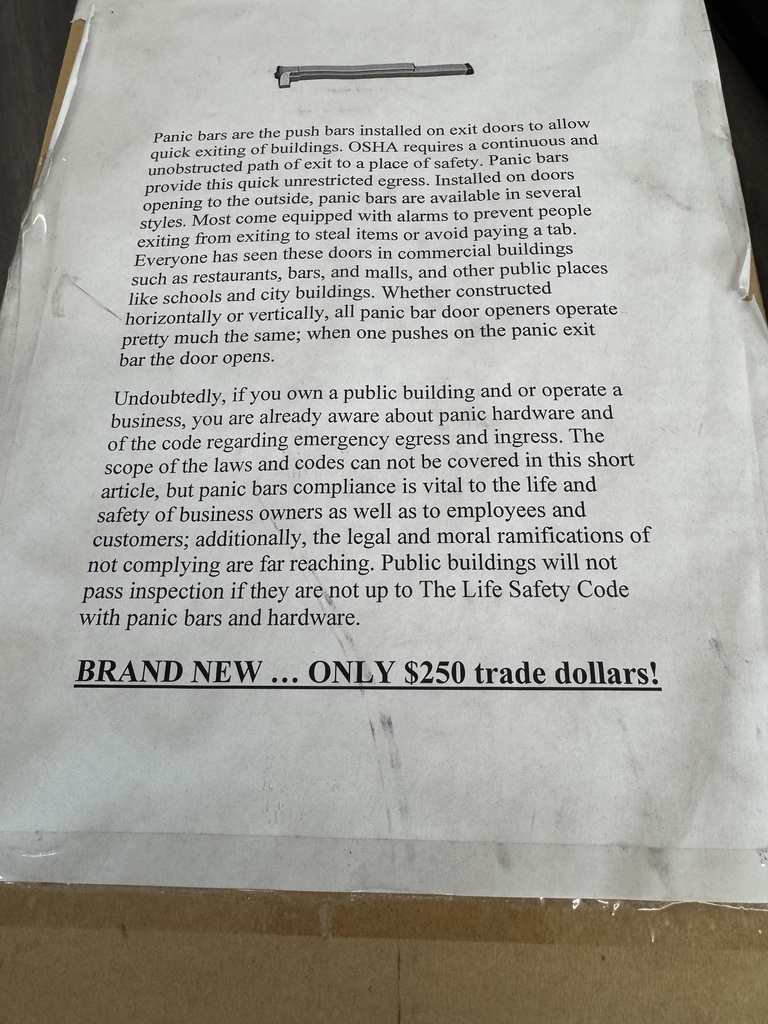 Panic bars are the push bars installed on exit doors to allow
quick exiting of buildings. OSHA requires a continuous and
unobstructed path of exit to a place of safety. Panic bars
provide this quick unrestricted egress. Installed on doors
opening to the outside, panic bars are available in several
styles. Most come equipped with alarms to prevent people
exiting from exiting to steal items or avoid paying a tab.
Everyone has seen these doors in commercial buildings
such as restaurants, bars, and malls, and other public places
like schools and city buildings. Whether constructed
horizontally or vertically, all panic bar door openers operate
pretty much the same; when one pushes on the panic exit
bar the door opens.
Undoubtedly, if you own a public building and or operate a
business, you are already aware about panic hardware and
of the code regarding emergency egress and ingress. The
scope of the laws and codes can not be covered in this short
article, but panic bars compliance is vital to the life and
safety of business owners as well as to employees and
customers; additionally, the legal and moral ramifications of
not complying are far reaching. Public buildings will not
pass inspection if they are not up to The Life Safety Code
with panic bars and hardware.
BRAND NEW … ONLY $250 trade dollars!